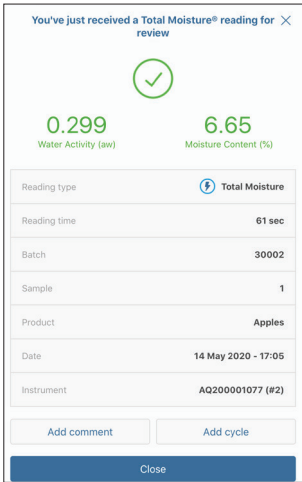 You've just received a Total Moisture® reading for
review
0.299
Water Activity (aw)
6.65
Moisture Content (%)
Reading type
Total Moisture
Reading time
61 sec
Batch
30002
Sample
1
Product
Apples
Date
14 May 2020 - 17:05
Instrument
AQ200001077 (#2)
Add comment
Add cycle
Close